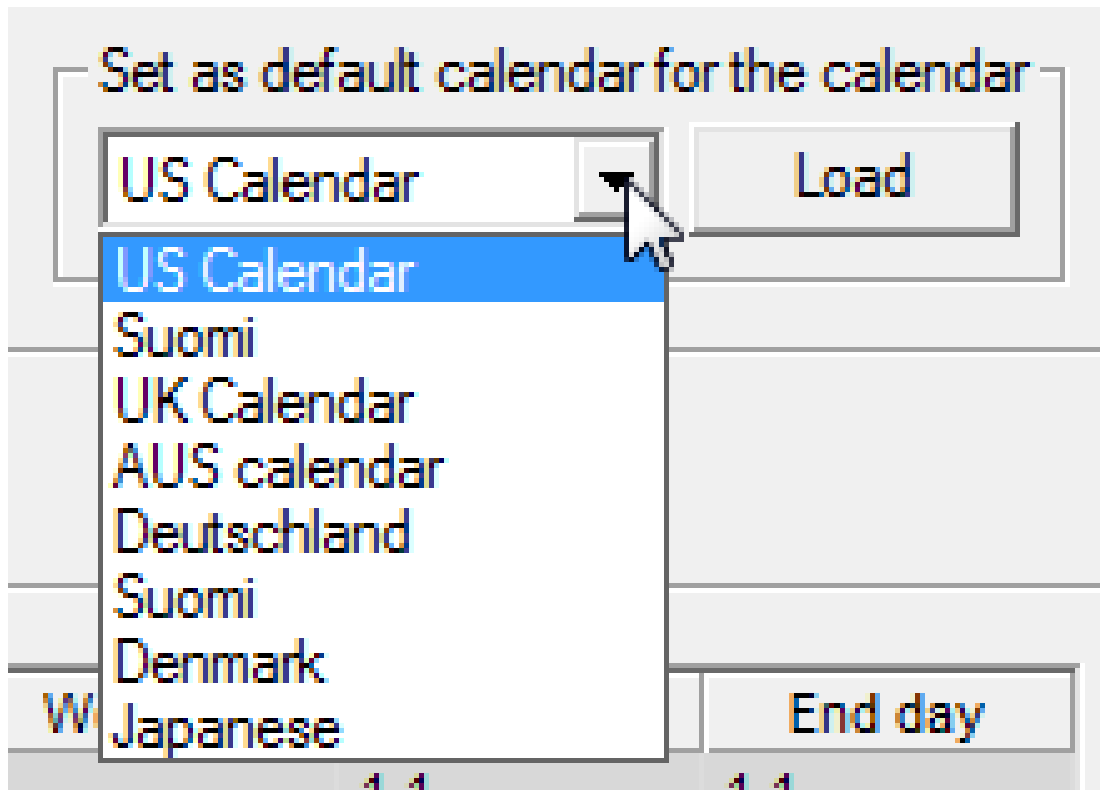 Set as default calendar for the calendar
US Calendar Load
US Calendar
Suomi
UK Calendar
AUS calendar
Deutschland
Suomi
Denmark
Japanese
End day